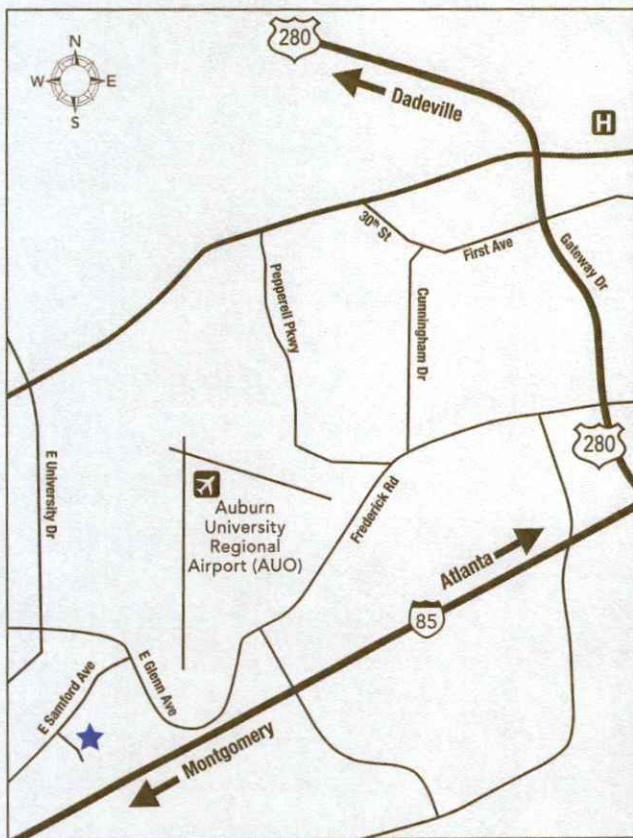 N
W E
S
280
Dadeville
H
30th St
First Ave
Gateway Dr
Pepperell Pkwy
Cunningham Dr
280
E University Dr
Auburn
University
Regional
Airport (AUO)
Frederick Rd
Atlanta
85
E Glenn Ave
E Samford Ave
Montgomery